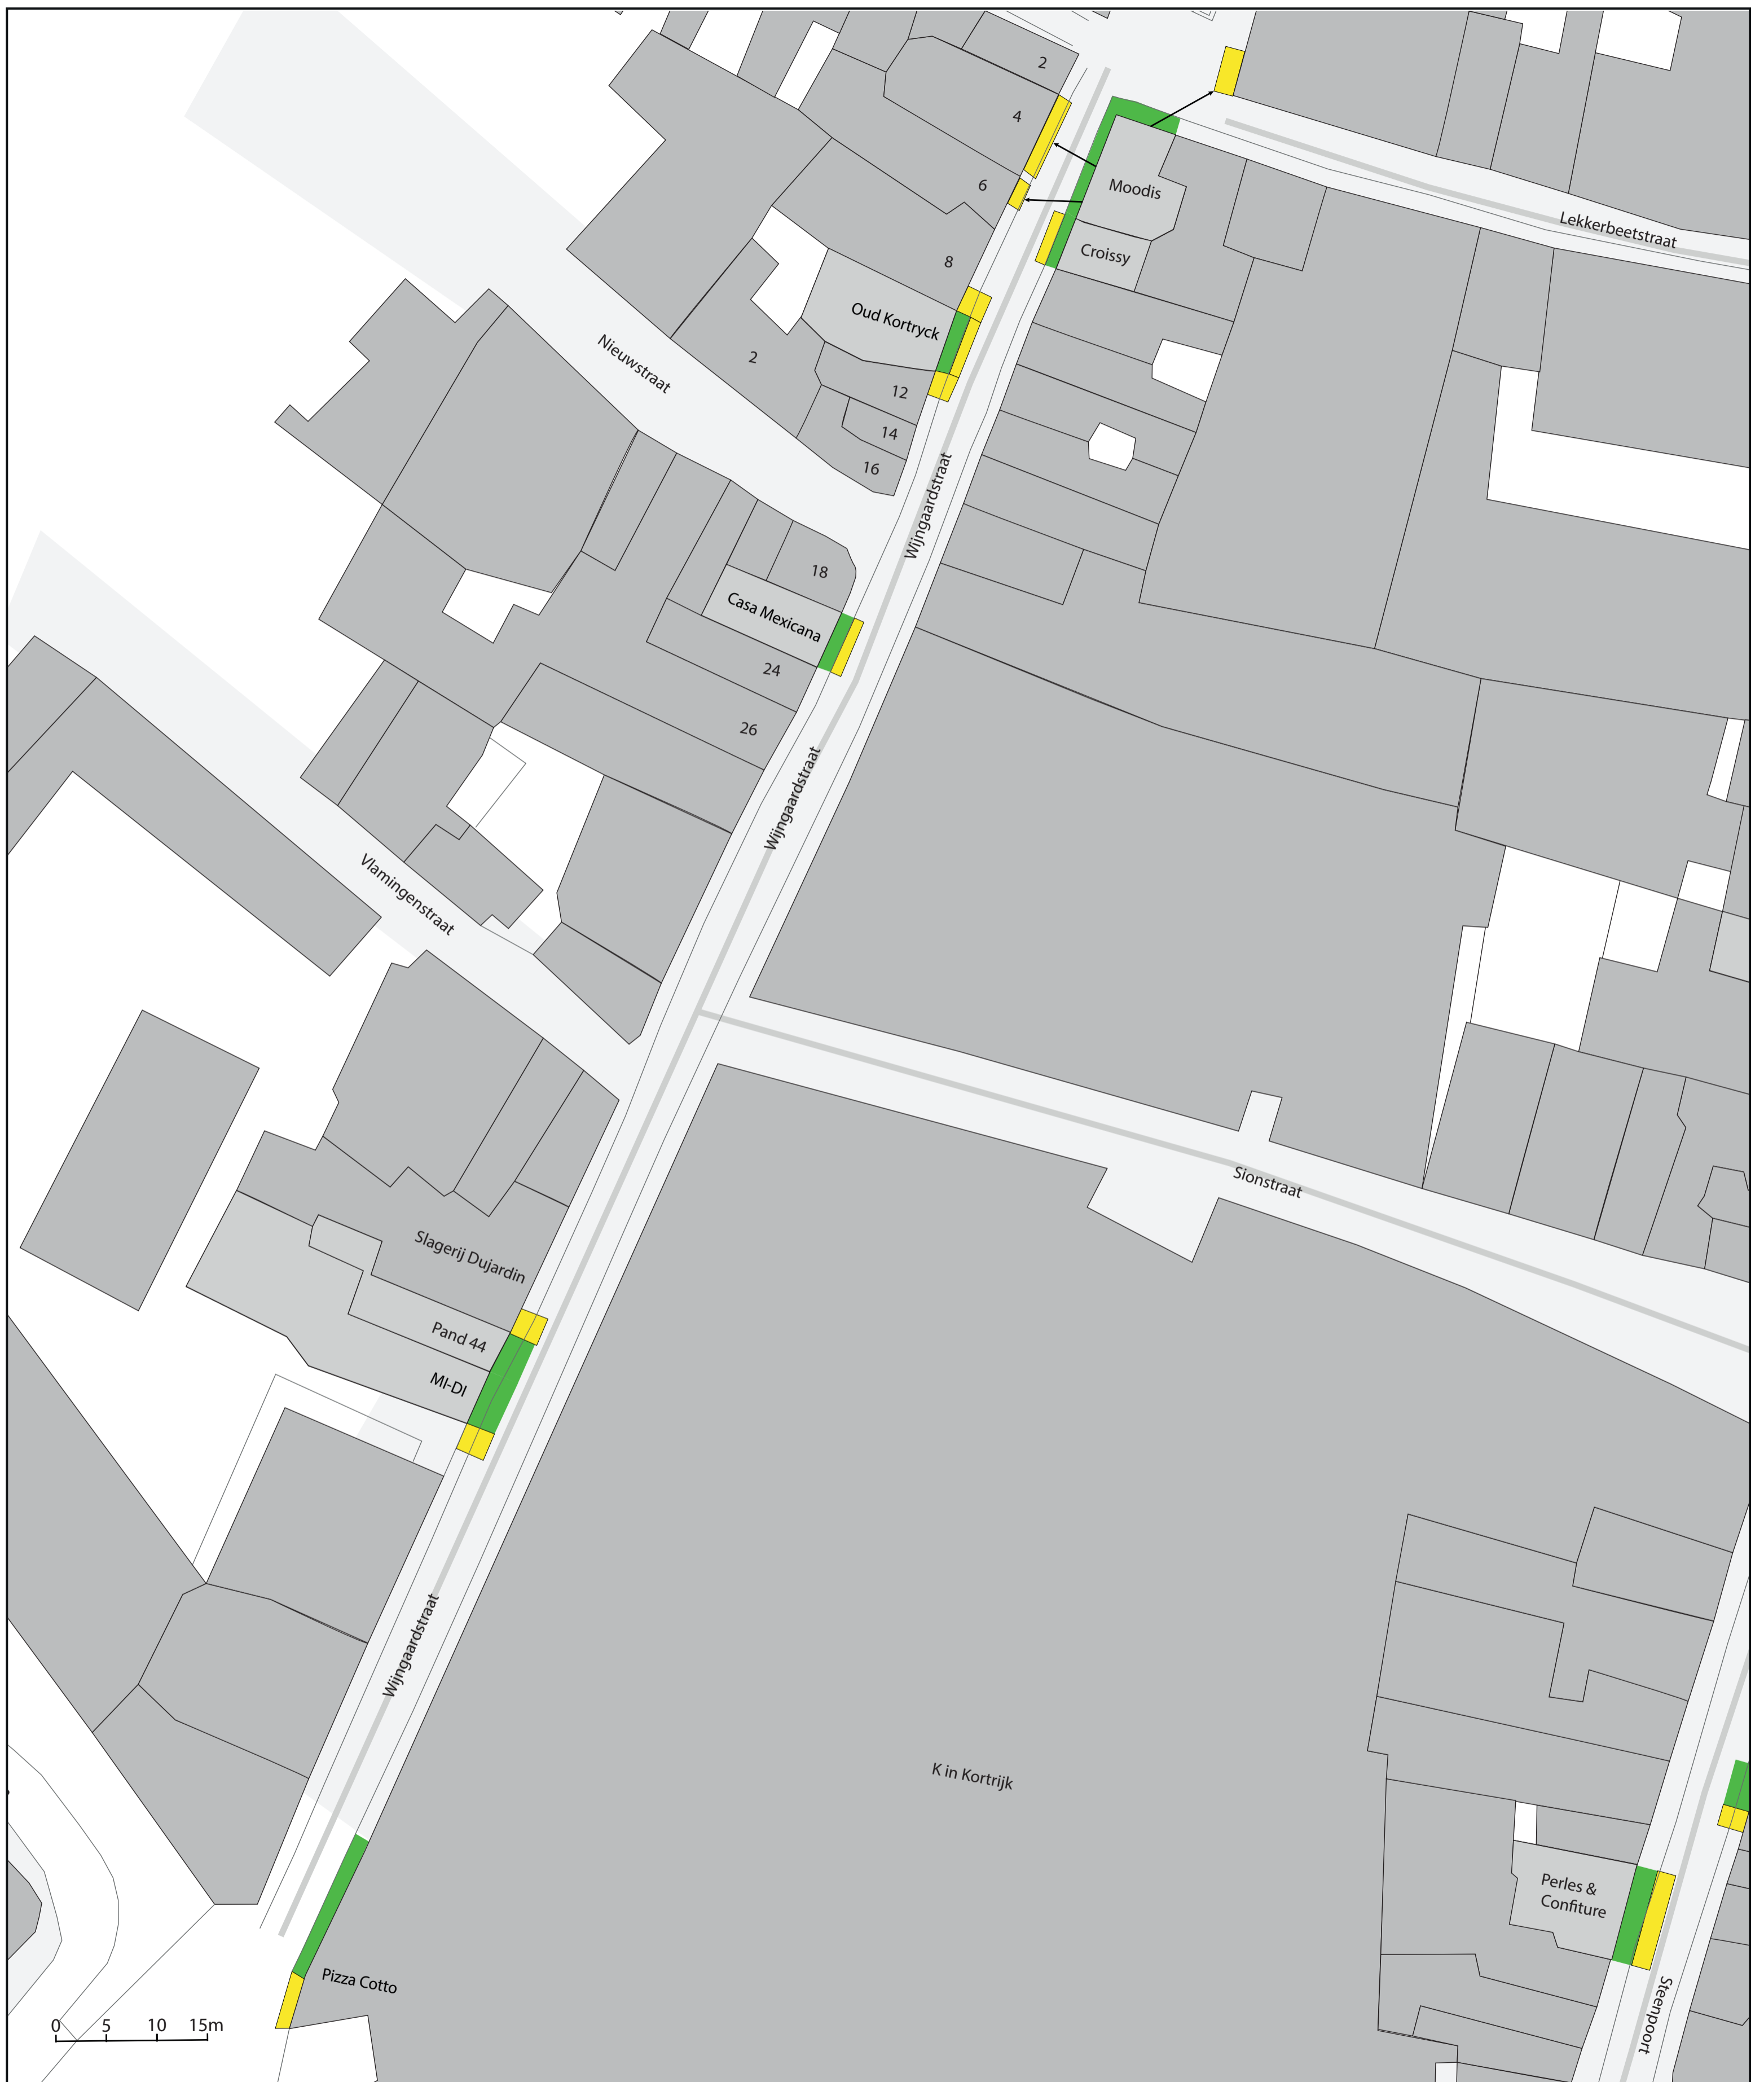 2
4
Moodis
6
Lekkerbeetstraat
Croissy
8
Oud Kortryck
Nieuwstraat
2
12
14
16
Wijngaardstraat
18
Casa Mexicana
24
26
Wijngaardstraat
Vlamingenstraat
Sionstraat
Slagerij Dujardin
Pand 44
MI-DI
Wijngaardstraat
K in Kortrijk
Perles &
Confiture
Pizza Cotto
Steenpoort
0 5 10 15m